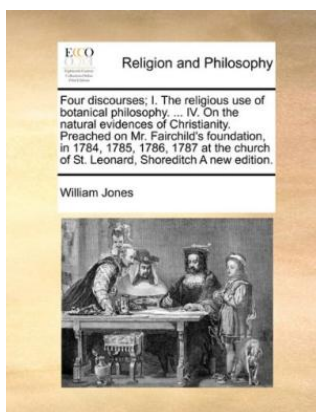 ECCO
Religion and Philosophy
Four discourses; I. The religious use of
botanical philosophy. ... IV. On the
natural evidences of Christianity.
Preached on Mr. Fairchild's foundation,
in 1784, 1785, 1786, 1787 at the church
of St. Leonard, Shoreditch A new edition.
William Jones